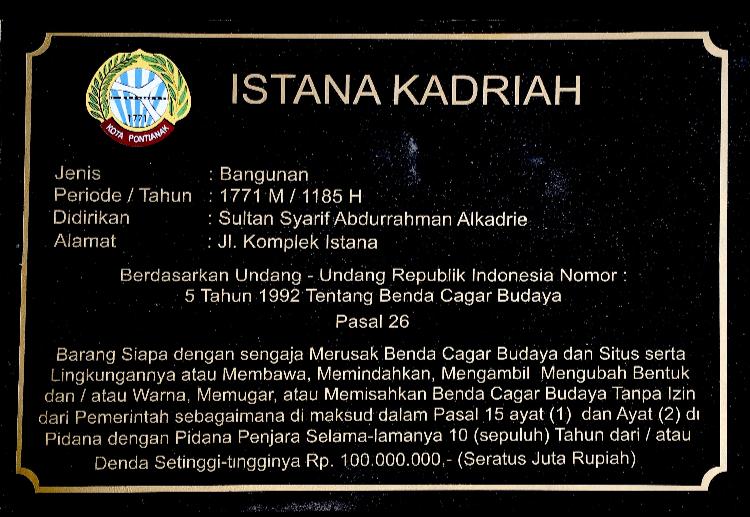 ISTANA KADRIAH
1771
KOTA PONTIANAK
Jenis : Bangunan
Periode / Tahun : 1771 M / 1185 H
Didirikan : Sultan Syarif Abdurrahman Alkadrie
Alamat : Jl. Komplek Istana
Berdasarkan Undang - Undang Republik Indonesia Nomor :
5 Tahun 1992 Tentang Benda Cagar Budaya
Pasal 26
Barang Siapa dengan sengaja Merusak Benda Cagar Budaya dan Situs serta
Lingkungannya atau Membawa, Memindahkan, Mengambil Mengubah Bentuk
dan / atau Warna, Memugar, atau Memisahkan Benda Cagar Budaya Tanpa Izin
dari Pemerintah sebagaimana di maksud dalam Pasal 15 ayat (1) dan Ayat (2) di
Pidana dengan Pidana Penjara Selama-lamanya 10 (sepuluh) Tahun dari / atau
Denda Setinggi-tingginya Rp. 100.000.000,- (Seratus Juta Rupiah)